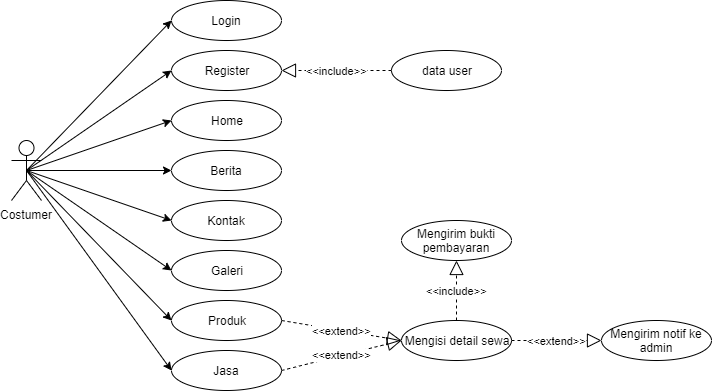 Login
Register
<<include>>
data user
Home
Berita
Costumer
Kontak
Mengirim bukti
pembayaran
Galeri
<<include>>
Produk
<<extend>>
Mengisi detail sewa
<<extend>>
Mengirim notif ke
admin
<<extend>>
Jasa